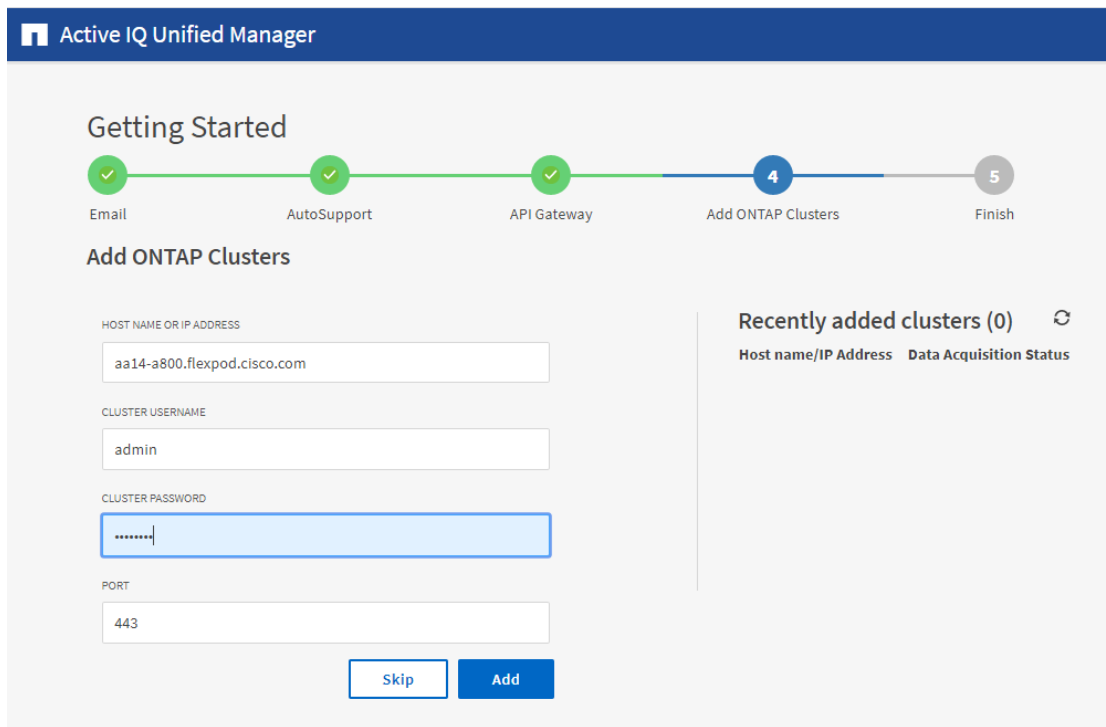 Active IQ Unified Manager
Getting Started
4
5
Email
AutoSupport
API Gateway
Add ONTAP Clusters
Finish
Add ONTAP Clusters
HOST NAME OR IP ADDRESS
aa14-a800.flexpod.cisco.com
CLUSTER USERNAME
admin
CLUSTER PASSWORD
••••••••
PORT
443
Skip
Add
Recently added clusters (0)
Host name/IP Address Data Acquisition Status